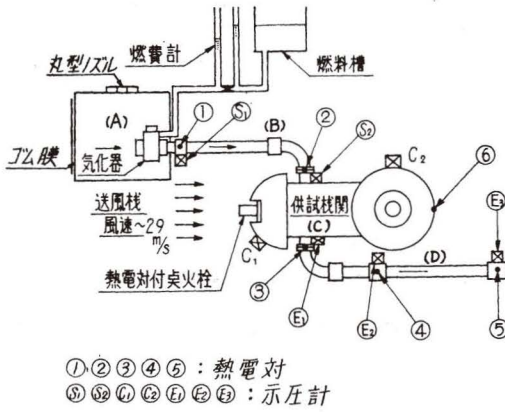 燃費計
燃料槽
丸型ノズル
(A)
ゴム膜
気化器
① S1
(B)
② S2
C2
⑥
送風機
風速~29 m/s
供試機関
(C)
C1
熱電対付点火栓
③ E1
(D)
E2 ④
E3
⑤
①②③④⑤:熱電対
S1 S2 C1 C2 E1 E2 E3:示圧計